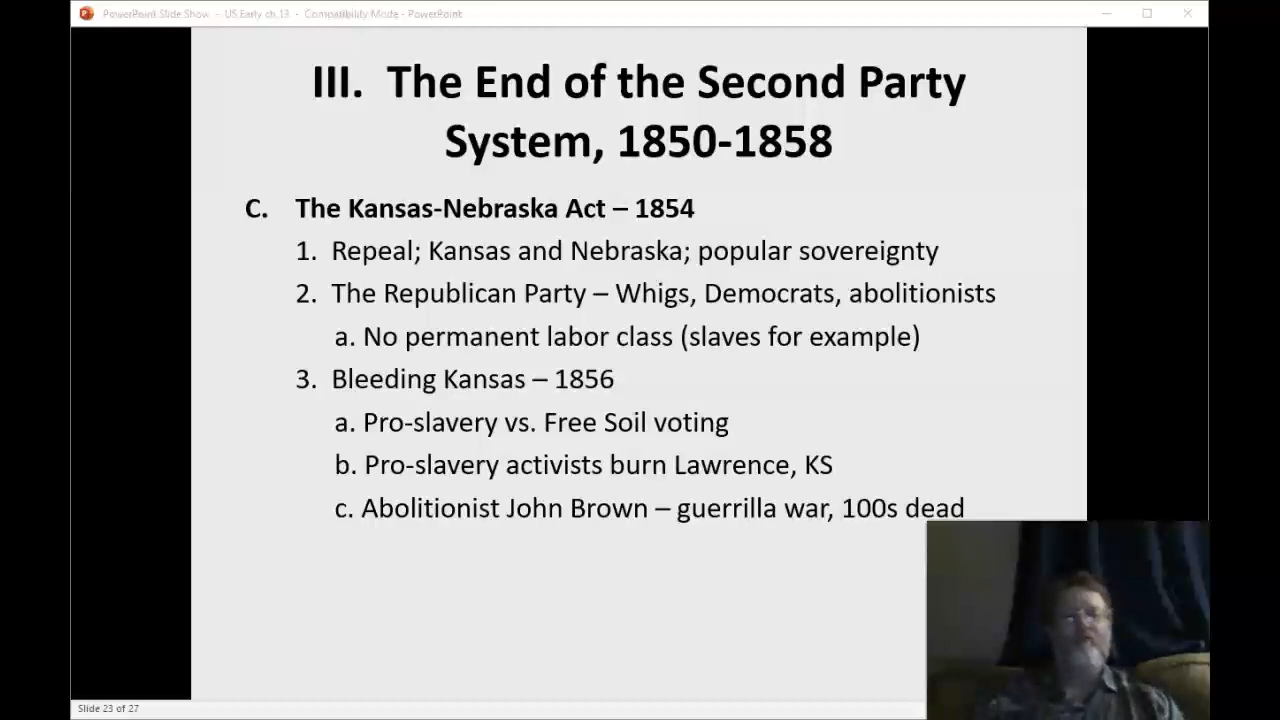 PowerPoint Slide Show - US Early ch 13 - Compatibility Mode - PowerPoint
III. The End of the Second Party
System, 1850-1858
C. The Kansas-Nebraska Act – 1854
1. Repeal; Kansas and Nebraska; popular sovereignty
2. The Republican Party – Whigs, Democrats, abolitionists
a. No permanent labor class (slaves for example)
3. Bleeding Kansas – 1856
a. Pro-slavery vs. Free Soil voting
b. Pro-slavery activists burn Lawrence, KS
c. Abolitionist John Brown – guerrilla war, 100s dead
Slide 23 of 27